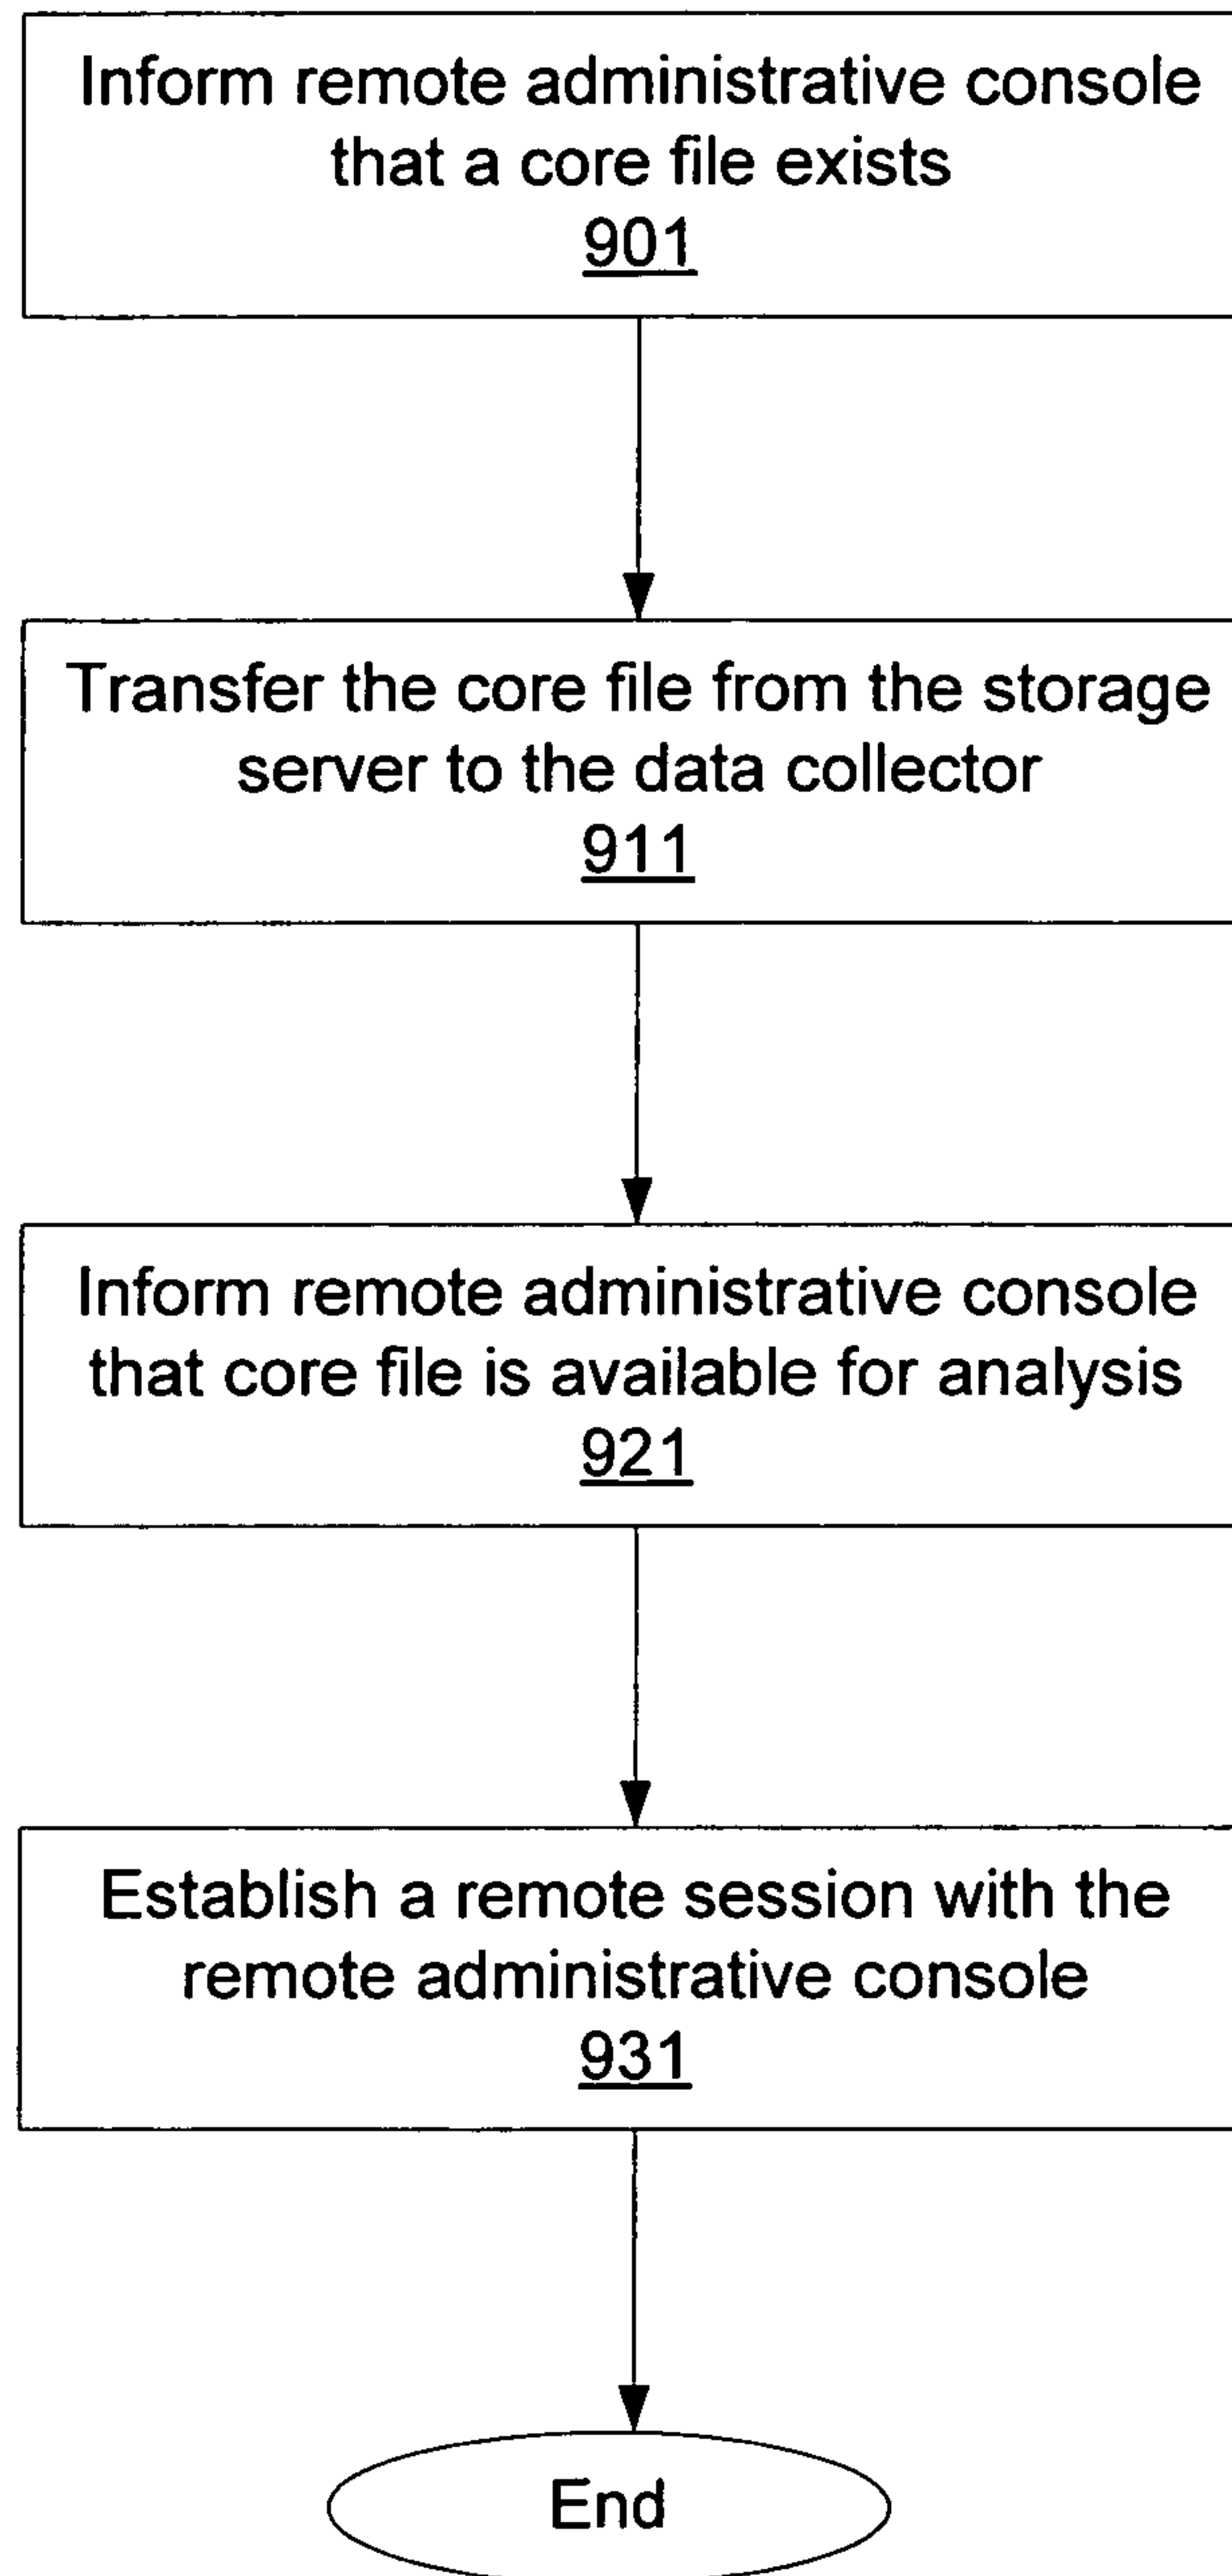 Inform remote administrative console
that a core file exists
901
Transfer the core file from the storage
server to the data collector
911
Inform remote administrative console
that core file is available for analysis
921
Establish a remote session with the
remote administrative console
931
End